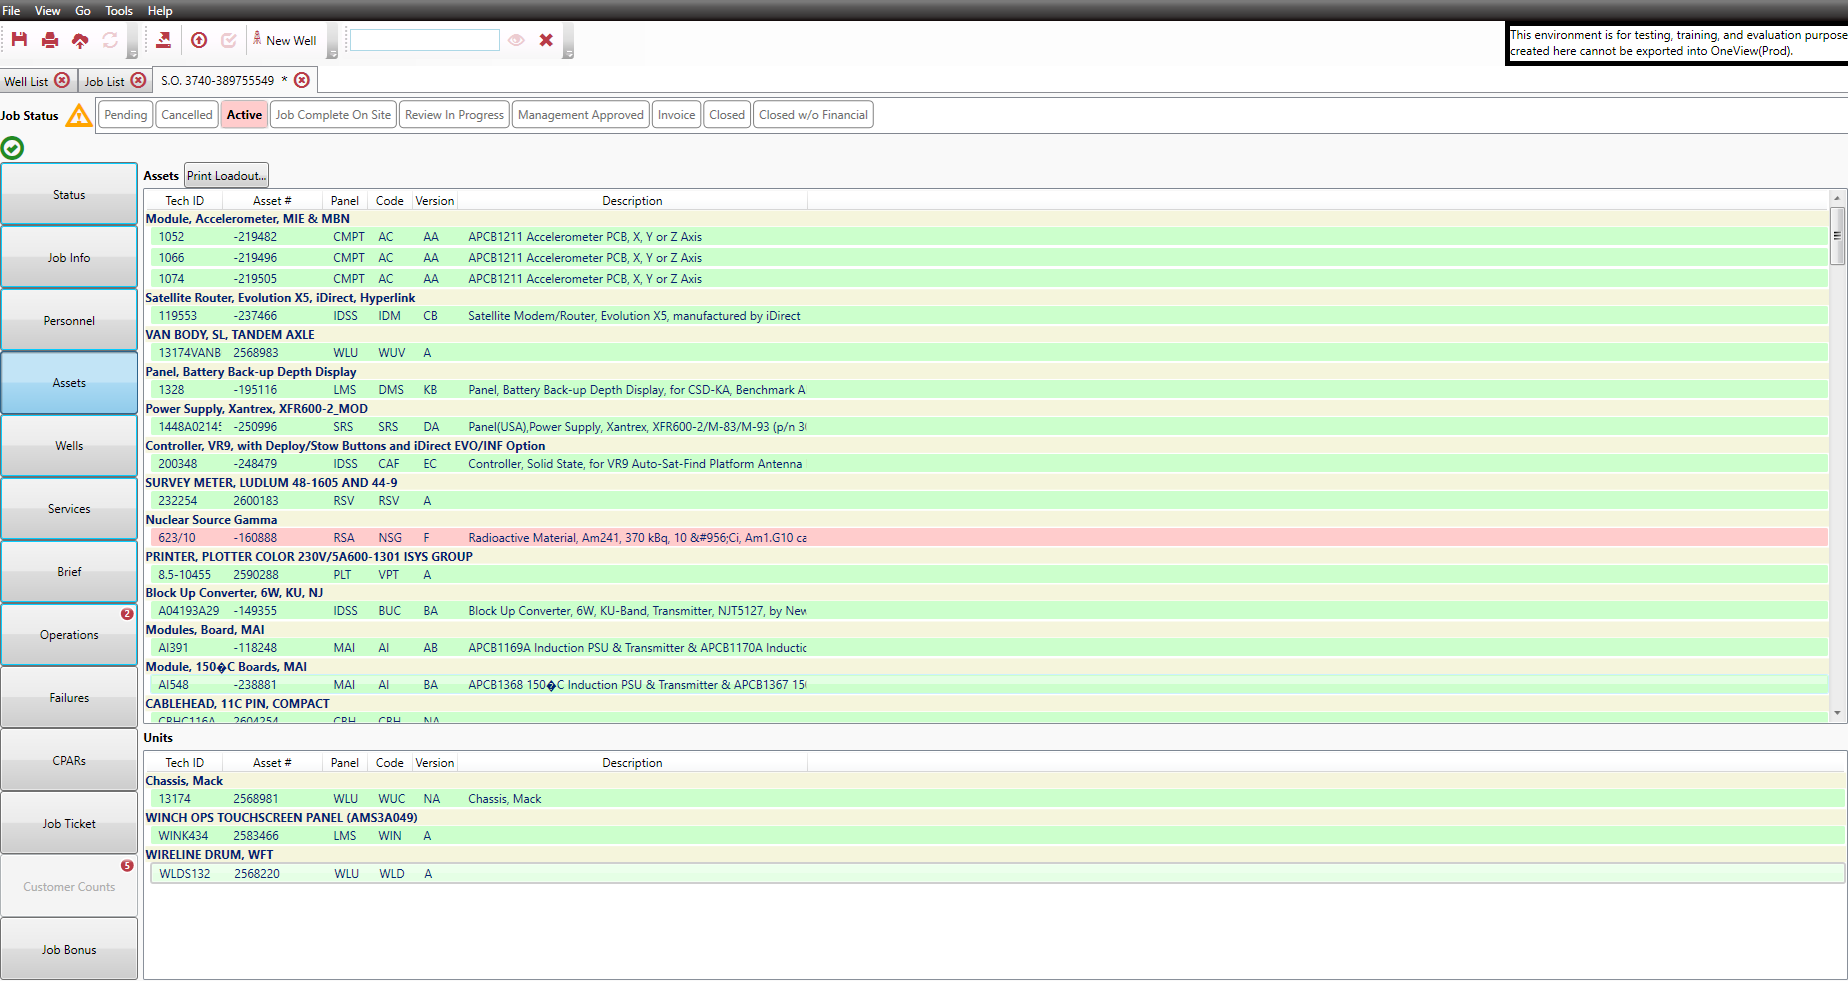 File View Go Tools Help
New Well
This environment is for testing, training, and evaluation purpose
created here cannot be exported into OneView(Prod).
Well List Job List S.O. 3740-389755549 *
Job Status Pending Cancelled Active Job Complete On Site Review In Progress Management Approved Invoice Closed Closed w/o Financial
Status
Job Info
Personnel
Assets
Wells
Services
Brief
Operations 2
Failures
CPARs
Job Ticket
Customer Counts 5
Job Bonus
Assets Print Loadout...
Tech ID Asset # Panel Code Version Description
Module, Accelerometer, MIE & MBN
1052 -219482 CMPT AC AA APCB1211 Accelerometer PCB, X, Y or Z Axis
1066 -219496 CMPT AC AA APCB1211 Accelerometer PCB, X, Y or Z Axis
1074 -219505 CMPT AC AA APCB1211 Accelerometer PCB, X, Y or Z Axis
Satellite Router, Evolution X5, iDirect, Hyperlink
119553 -237466 IDSS IDM CB Satellite Modem/Router, Evolution X5, manufactured by iDirect
VAN BODY, SL, TANDEM AXLE
13174VANB 2568983 WLU WUV A
Panel, Battery Back-up Depth Display
1328 -195116 LMS DMS KB Panel, Battery Back-up Depth Display, for CSD-KA, Benchmark A
Power Supply, Xantrex, XFR600-2_MOD
1448A02145 -250996 SRS SRS DA Panel(USA),Power Supply, Xantrex, XFR600-2/M-83/M-93 (p/n 30
Controller, VR9, with Deploy/Stow Buttons and iDirect EVO/INF Option
200348 -248479 IDSS CAF EC Controller, Solid State, for VR9 Auto-Sat-Find Platform Antenna
SURVEY METER, LUDLUM 48-1605 AND 44-9
232254 2600183 RSV RSV A
Nuclear Source Gamma
623/10 -160888 RSA NSG F Radioactive Material, Am241, 370 kBq, 10 &#956;Ci, Am1.G10 ca
PRINTER, PLOTTER COLOR 230V/5A600-1301 ISYS GROUP
8.5-10455 2590288 PLT VPT A
Block Up Converter, 6W, KU, NJ
A04193A29 -149355 IDSS BUC BA Block Up Converter, 6W, KU-Band, Transmitter, NJT5127, by New
Modules, Board, MAI
AI391 -118248 MAI AI AB APCB1169A Induction PSU & Transmitter & APCB1170A Inductic
Module, 150�C Boards, MAI
AI548 -238881 MAI AI BA APCB1368 150�C Induction PSU & Transmitter & APCB1367 150
CABLEHEAD, 11C PIN, COMPACT
CBHC116A 2604254 CBH CBH NA
Units
Tech ID Asset # Panel Code Version Description
Chassis, Mack
13174 2568981 WLU WUC NA Chassis, Mack
WINCH OPS TOUCHSCREEN PANEL (AMS3A049)
WINK434 2583466 LMS WIN A
WIRELINE DRUM, WFT
WLDS132 2568220 WLU WLD A